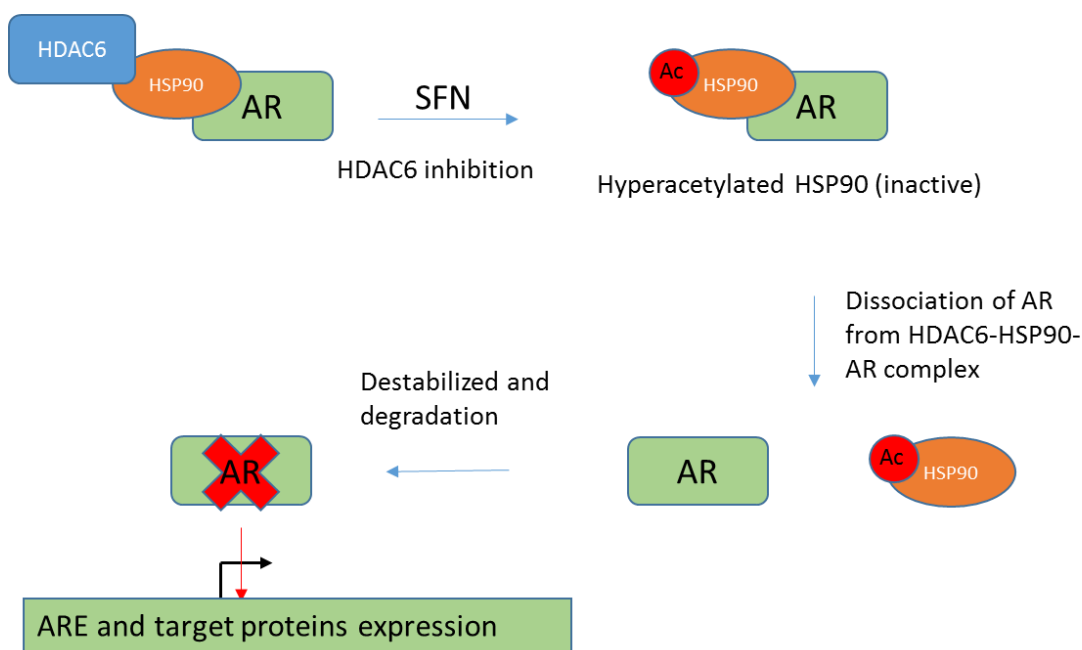 HDAC6
HSP90
AR
SFN
HDAC6 inhibition
Ac
HSP90
AR
Hyperacetylated HSP90 (inactive)
Dissociation of AR
from HDAC6-HSP90-
AR complex
Destabilized and
degradation
AR
AR
Ac
HSP90
ARE and target proteins expression